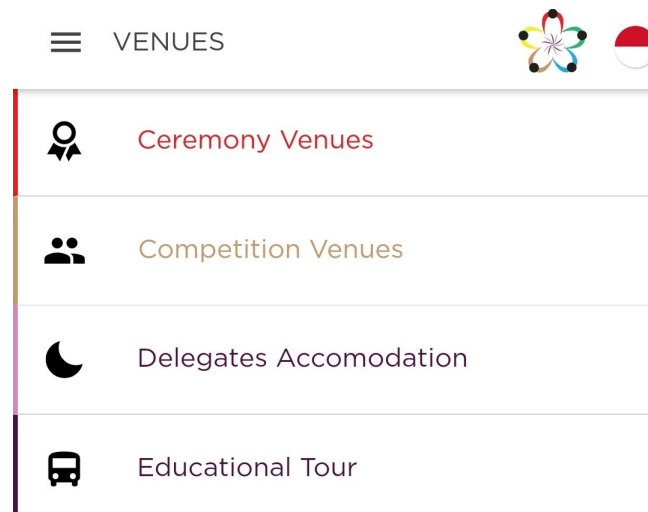 VENUES
Ceremony Venues
Competition Venues
Delegates Accomodation
Educational Tour